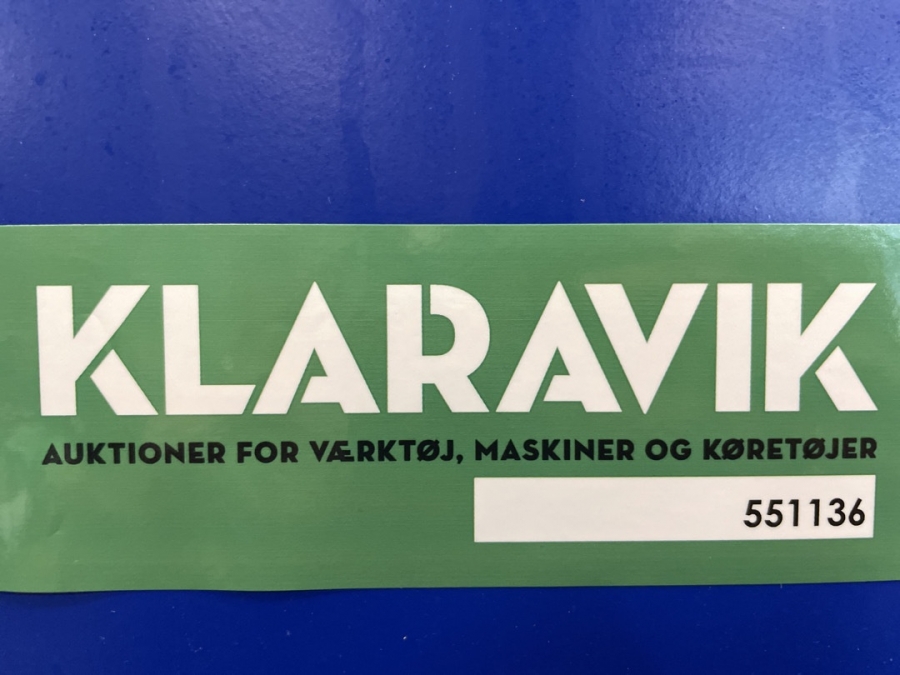 KLARAVIK
AUKTIONER FOR VÆRKTØJ, MASKINER OG KØRETØJER
551136